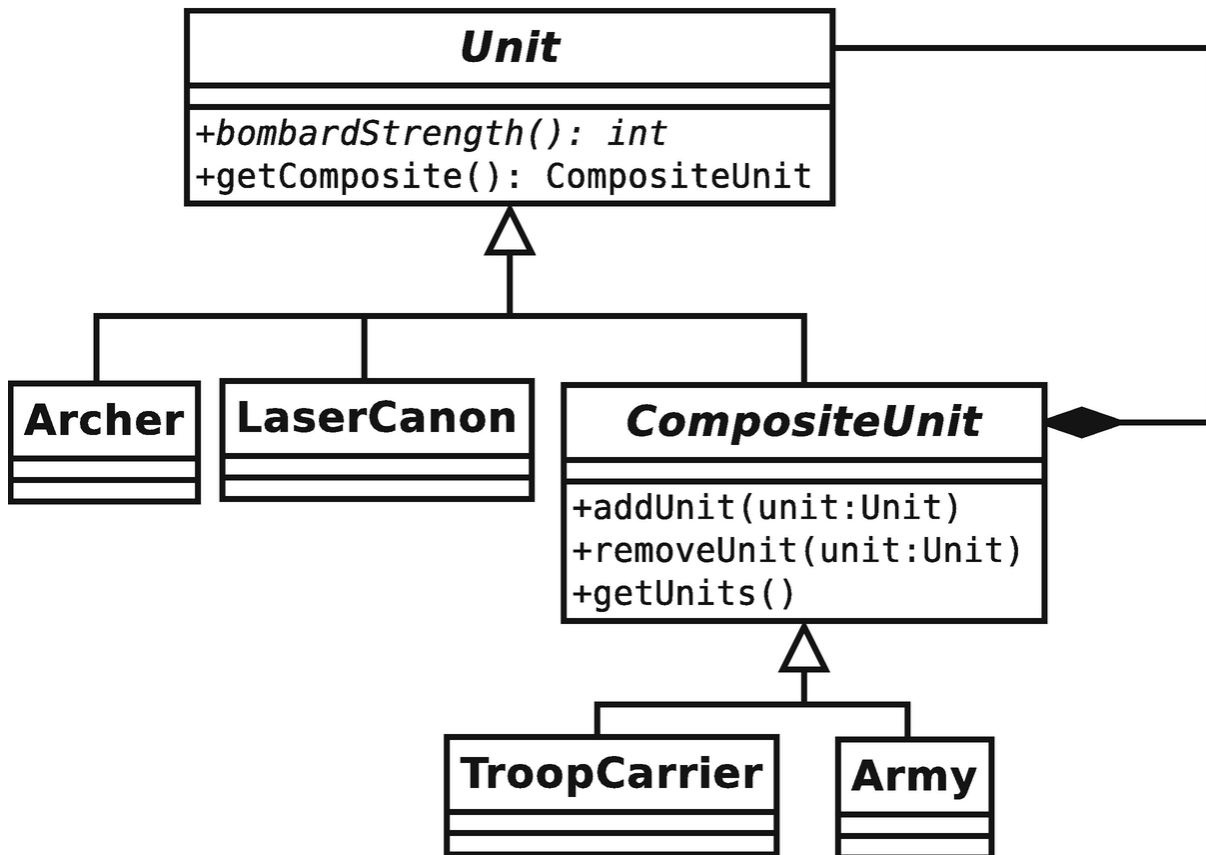 Unit
+bombardStrength(): int
+getComposite(): CompositeUnit
Archer
LaserCanon
CompositeUnit
+addUnit(unit:Unit)
+removeUnit(unit:Unit)
+getUnits()
TroopCarrier
Army